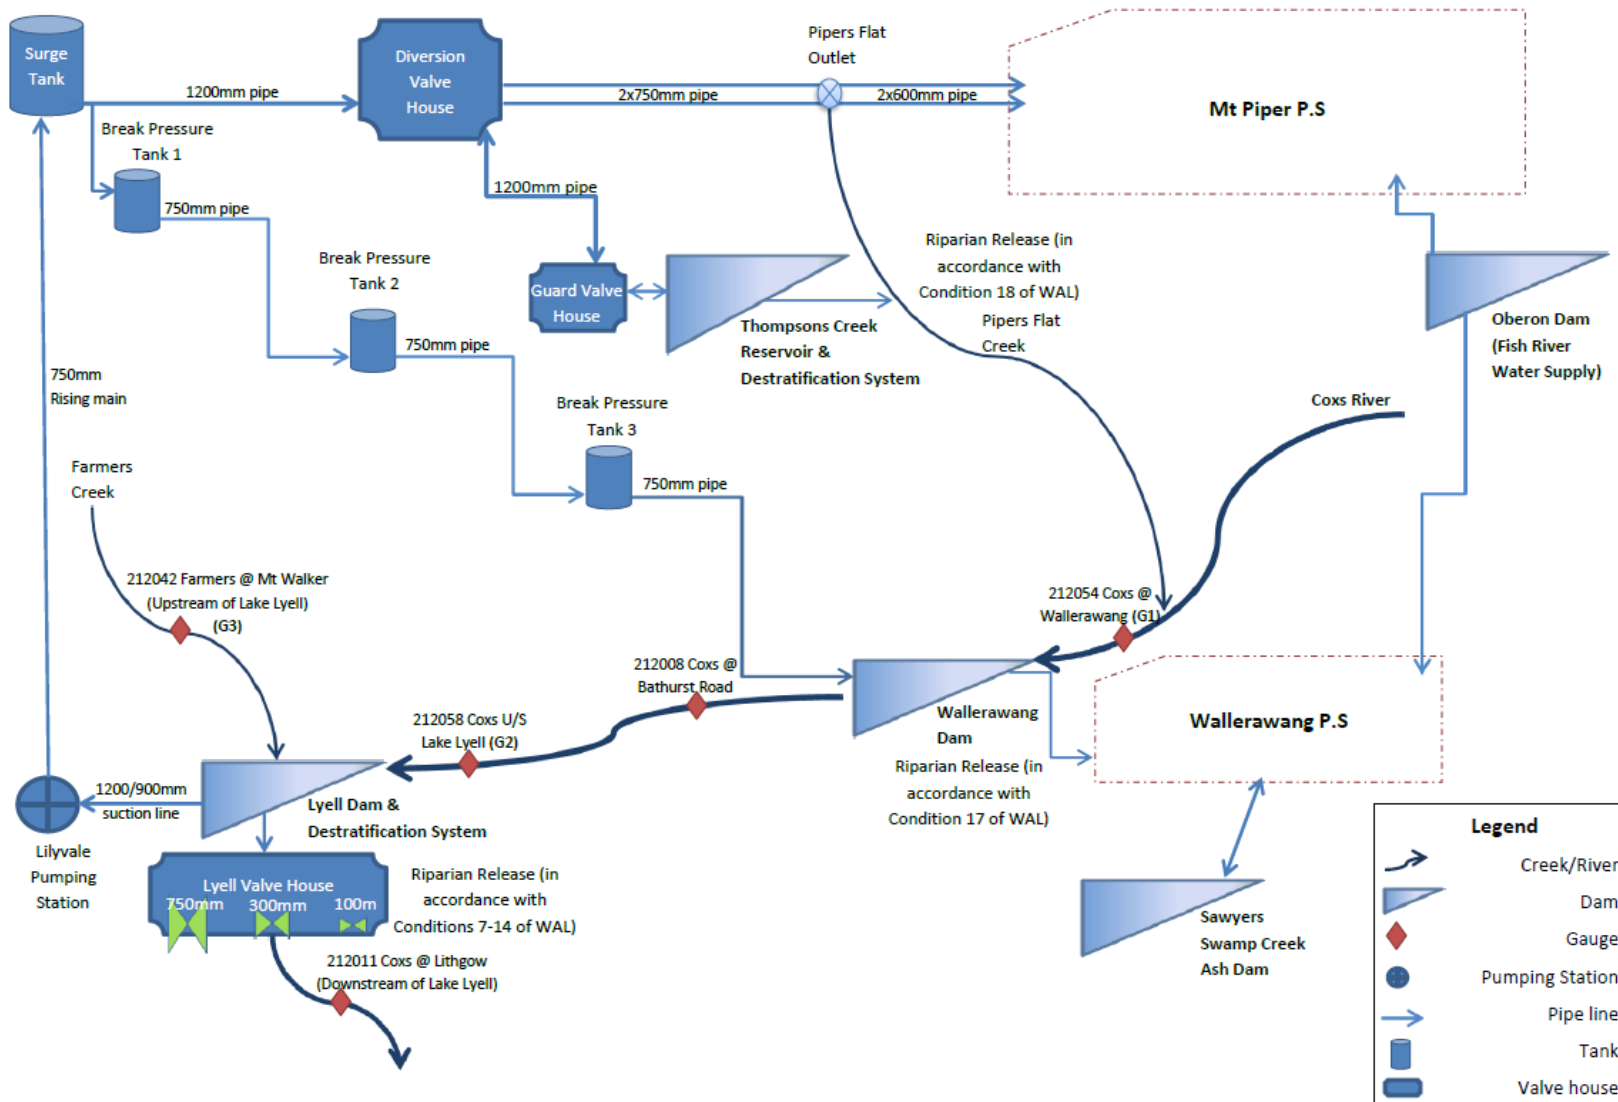 Surge
Tank
1200mm pipe
Diversion
Valve
House
Pipers Flat
Outlet
2x750mm pipe
2x600mm pipe
Mt Piper P.S
Break Pressure
Tank 1
750mm pipe
1200mm pipe
Break Pressure
Tank 2
Guard Valve
House
Riparian Release (in
accordance with
Condition 18 of WAL)
Pipers Flat
Creek
Thompsons Creek
Reservoir &
Destratification System
Oberon Dam
(Fish River
Water Supply)
750mm pipe
750mm
Rising main
Break Pressure
Tank 3
Coxs River
750mm pipe
Farmers
Creek
212042 Farmers @ Mt Walker
(Upstream of Lake Lyell)
(G3)
212054 Coxs @
Wallerawang (G1)
212008 Coxs @
Bathurst Road
212058 Coxs U/S
Lake Lyell (G2)
Wallerawang
Dam
Riparian Release (in
accordance with
Condition 17 of WAL)
Wallerawang P.S
1200/900mm
suction line
Lyell Dam &
Destratification System
Lilyvale
Pumping
Station
Lyell Valve House
750mm
300mm
100m
Riparian Release (in
accordance with
Conditions 7-14 of WAL)
212011 Coxs @ Lithgow
(Downstream of Lake Lyell)
Sawyers
Swamp Creek
Ash Dam
Legend
Creek/River
Dam
Gauge
Pumping Station
Pipe line
Tank
Valve house